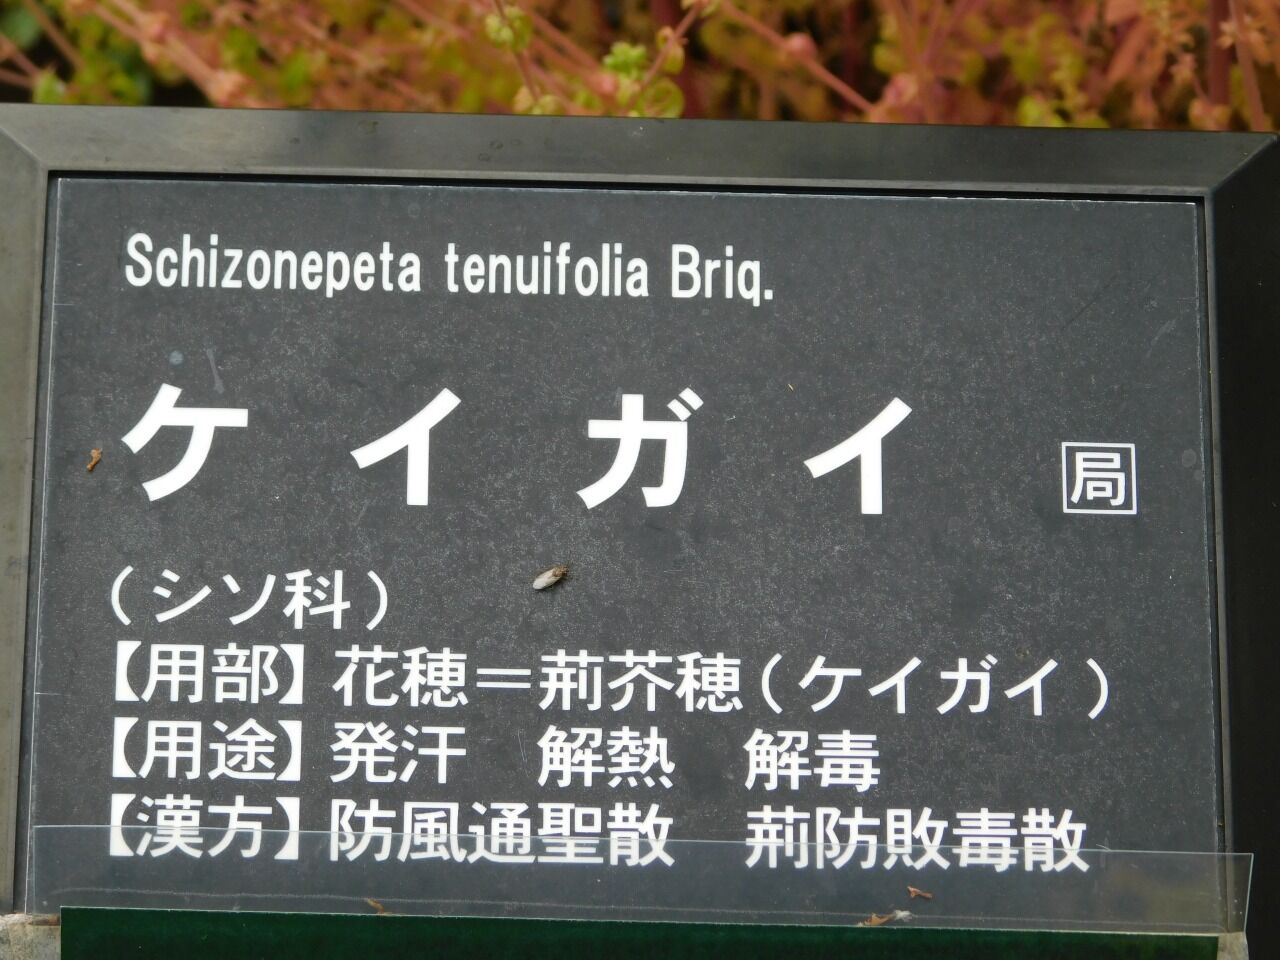 Schizonepeta tenuifolia Briq.
ケイガイ 局
（シソ科）
【用部】花穂＝荊芥穂（ケイガイ）
【用途】発汗　解熱　解毒
【漢方】防風通聖散　荊防敗毒散